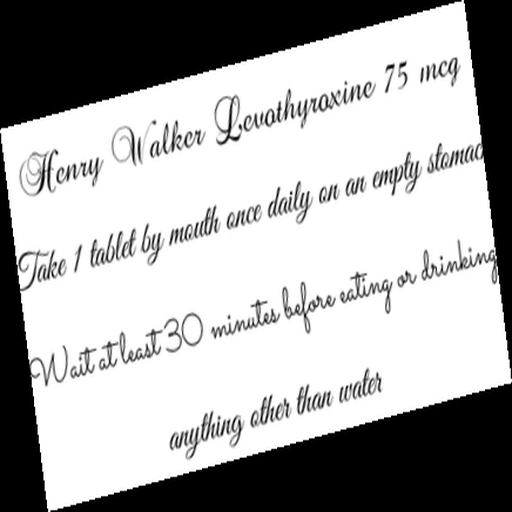 Henry Walker Levothyroxine 75 mcg
Take 1 tablet by mouth once daily on an empty stomac
Wait at least 30 minutes before eating or drinking
anything other than water